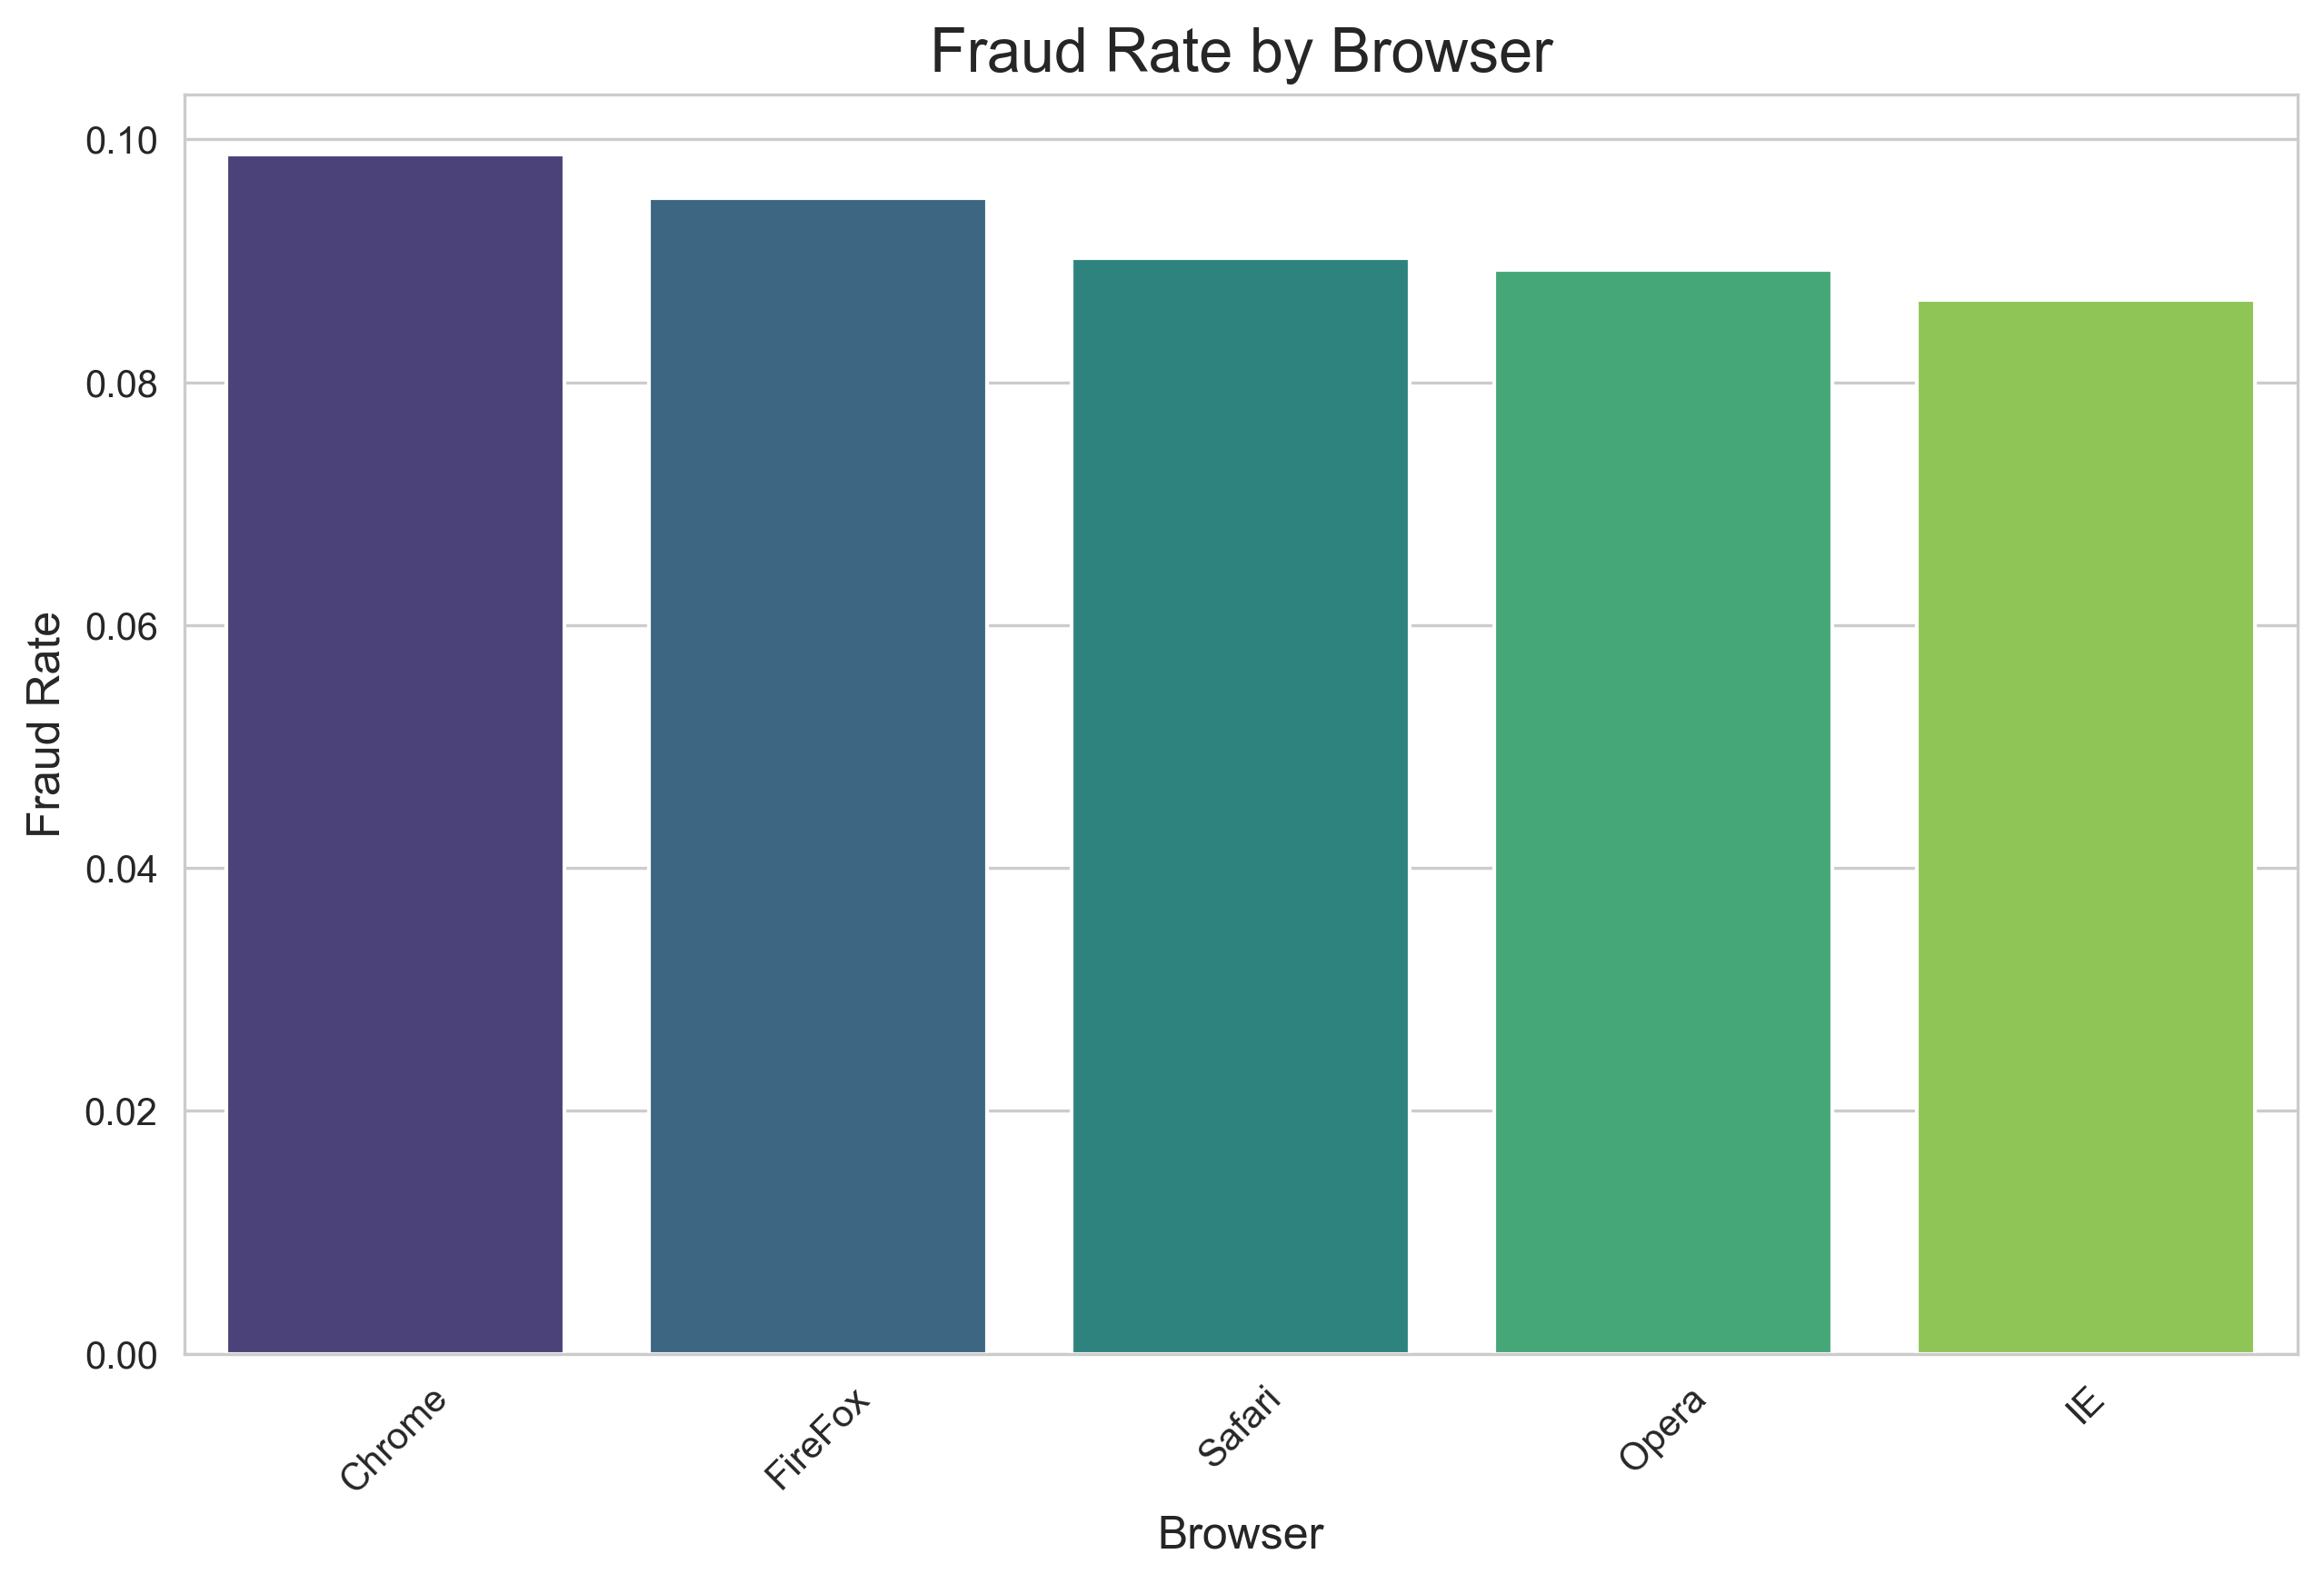 Fraud Rate by Browser
Fraud Rate
0.10
0.08
0.06
0.04
0.02
0.00
Chrome
FireFox
Safari
Opera
IE
Browser